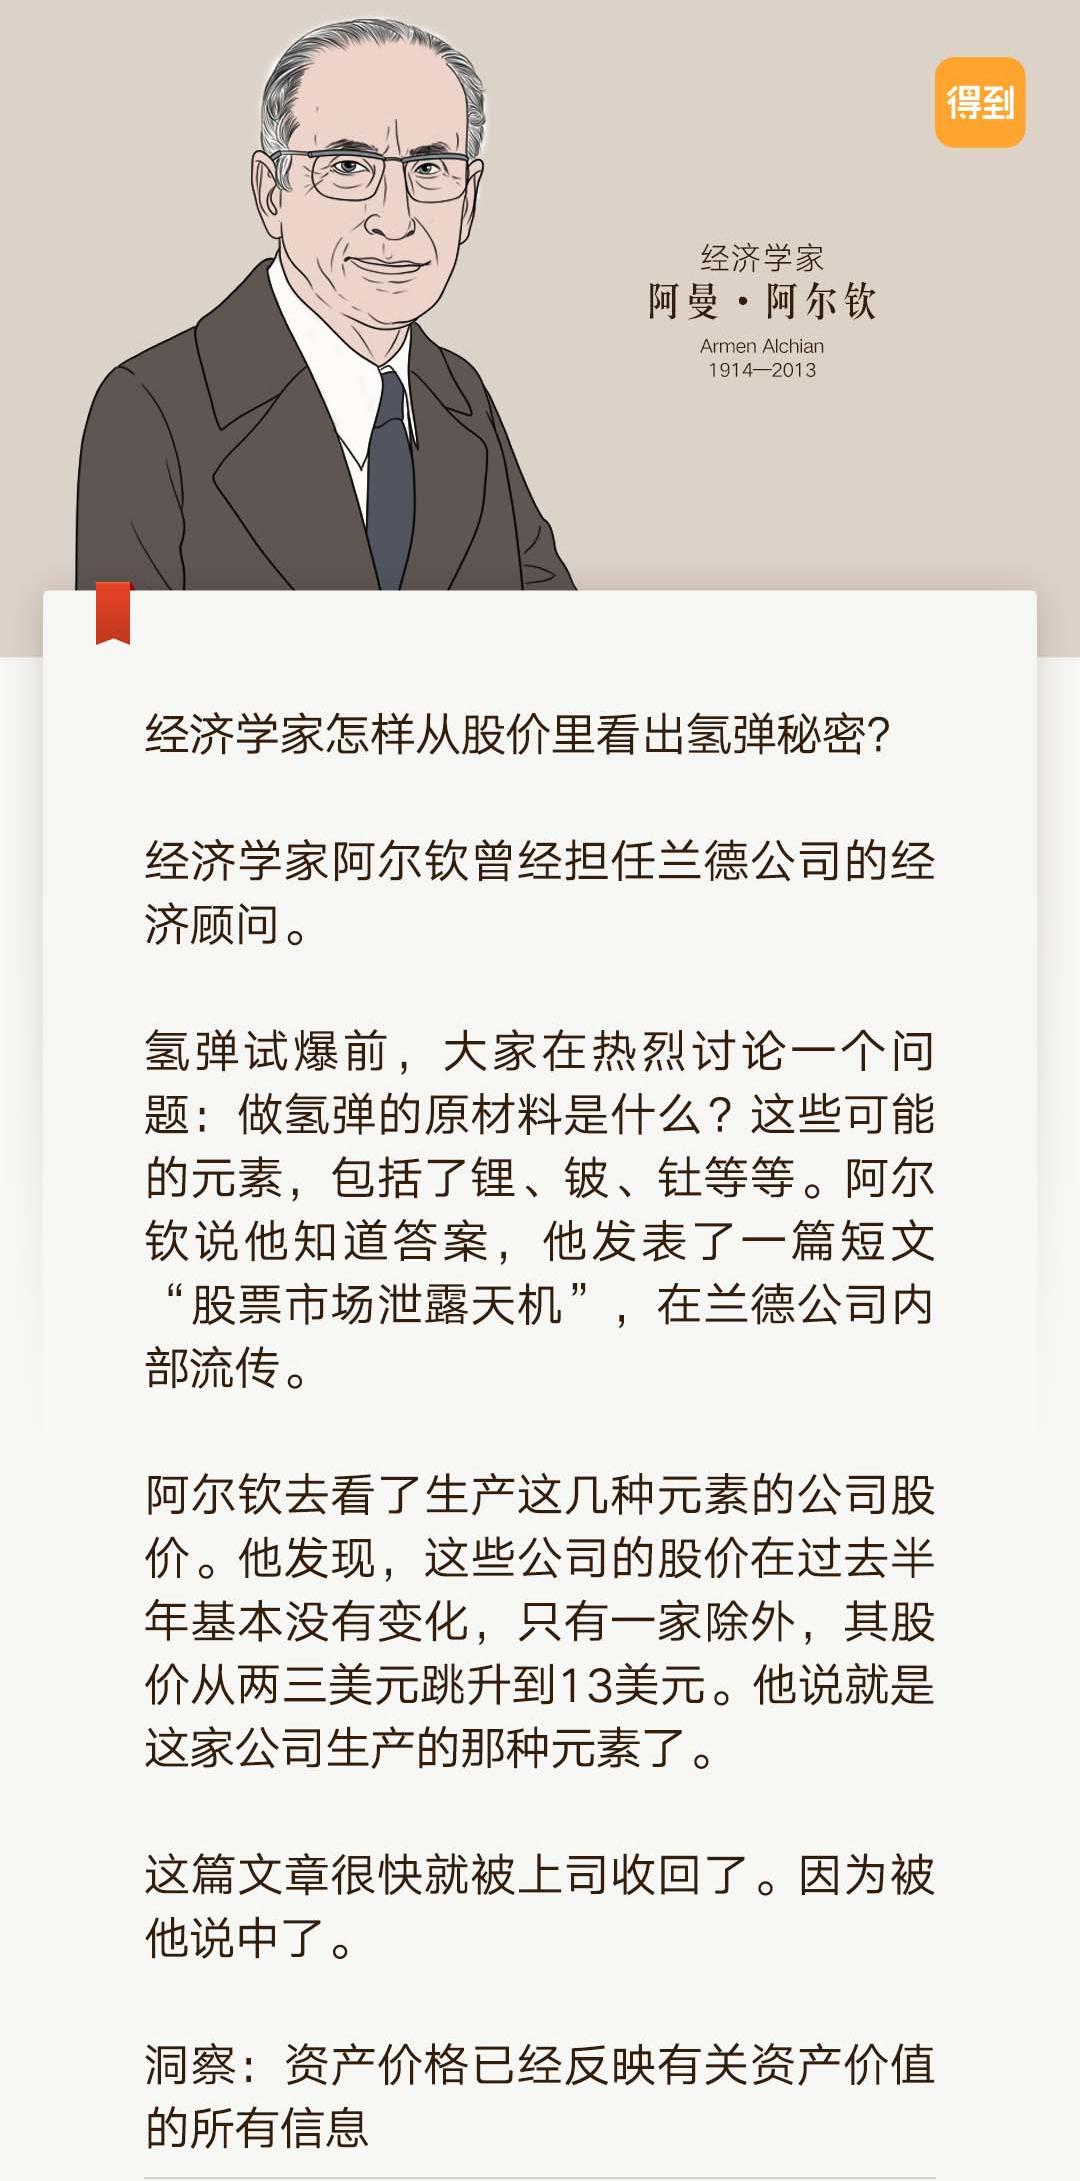 得到
经济学家
阿曼·阿尔钦
Armen Alchian
1914—2013
经济学家怎样从股价里看出氢弹秘密?
经济学家阿尔钦曾经担任兰德公司的经
济顾问。
氢弹试爆前，大家在热烈讨论一个问
题：做氢弹的原材料是什么？这些可能
的元素，包括了锂、铍、钍等等。阿尔
钦说他知道答案，他发表了一篇短文
“股票市场泄露天机”，在兰德公司内
部流传。
阿尔钦去看了生产这几种元素的公司股
价。他发现，这些公司的股价在过去半
年基本没有变化，只有一家除外，其股
价从两三美元跳升到13美元。他说就是
这家公司生产的那种元素了。
这篇文章很快就被上司收回了。因为被
他说中了。
洞察：资产价格已经反映有关资产价值
的所有信息